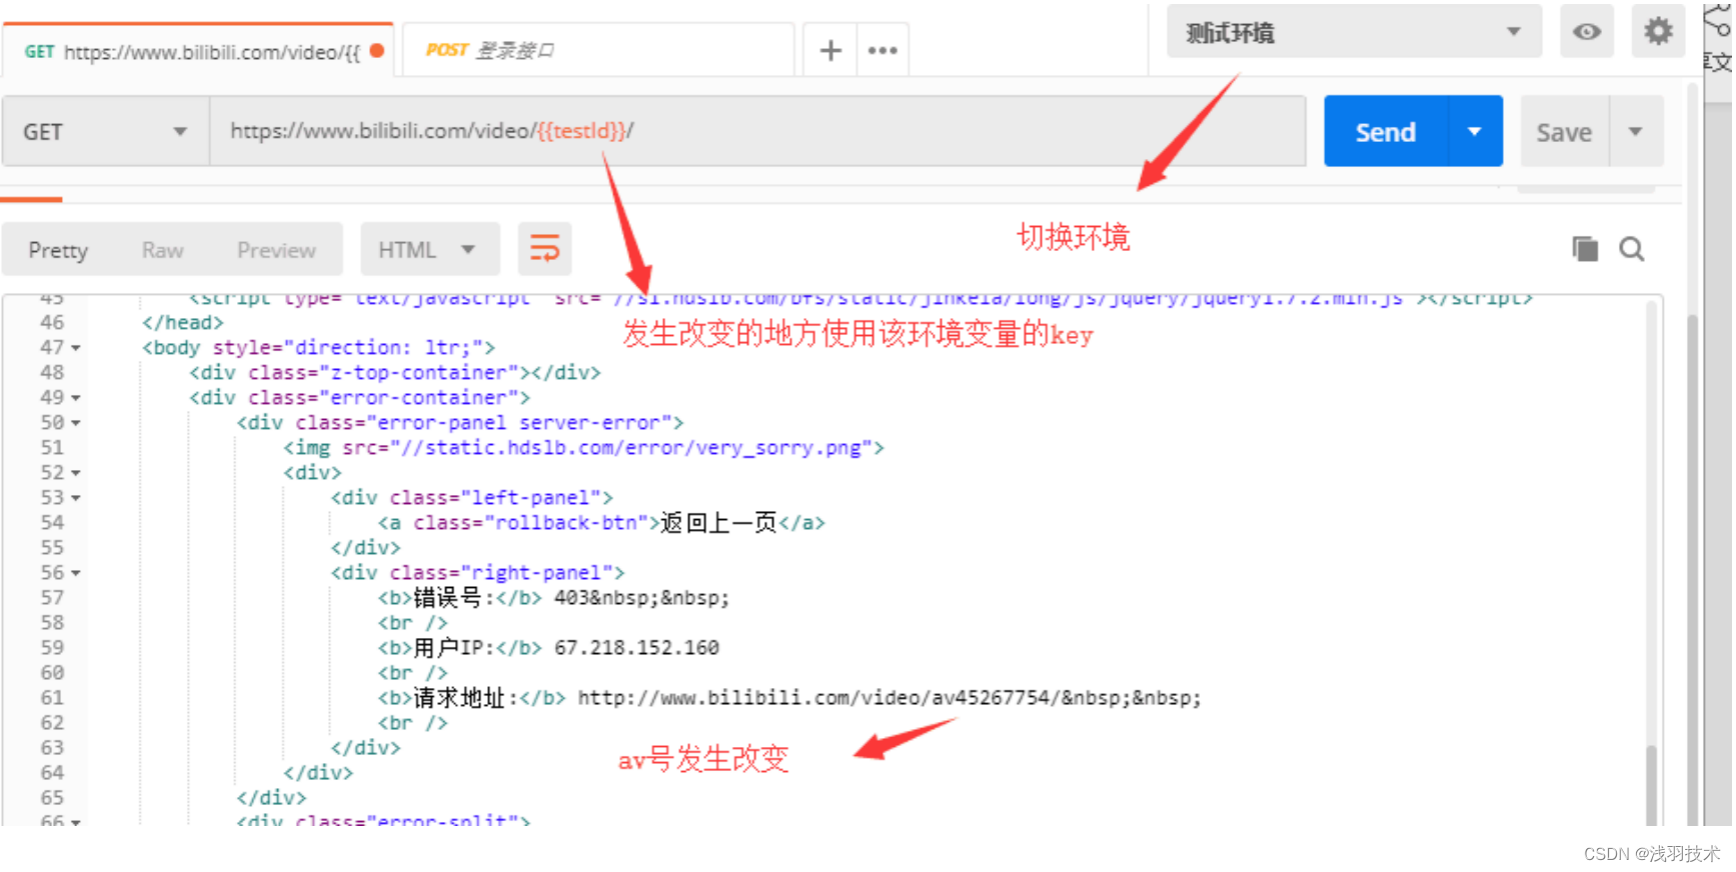 GET https://www.bilibili.com/video/{{
POST 登录接口
测试环境
享文
GET
https://www.bilibili.com/video/{{testId}}/
Send
Save
切换环境
Pretty
Raw
Preview
HTML
45 <script type="text/javascript" src="//s1.hdslb.com/bfs/static/jinkela/long/js/jquery/jquery1.7.2.min.js"></script>
发生改变的地方使用该环境变量的key
46 </head>
47 <body style="direction: ltr;">
48 <div class="z-top-container"></div>
49 <div class="error-container">
50 <div class="error-panel server-error">
51 <img src="//static.hdslb.com/error/very_sorry.png">
52 <div>
53 <div class="left-panel">
54 <a class="rollback-btn">返回上一页</a>
55 </div>
56 <div class="right-panel">
57 <b>错误号:</b> 403&nbsp;&nbsp;
58 <br />
59 <b>用户IP:</b> 67.218.152.160
60 <br />
61 <b>请求地址:</b> http://www.bilibili.com/video/av45267754/&nbsp;&nbsp;
62 <br />
63 </div>
av号发生改变
64 </div>
65 </div>
66 <div class="error-split">
CSDN @浅羽技术